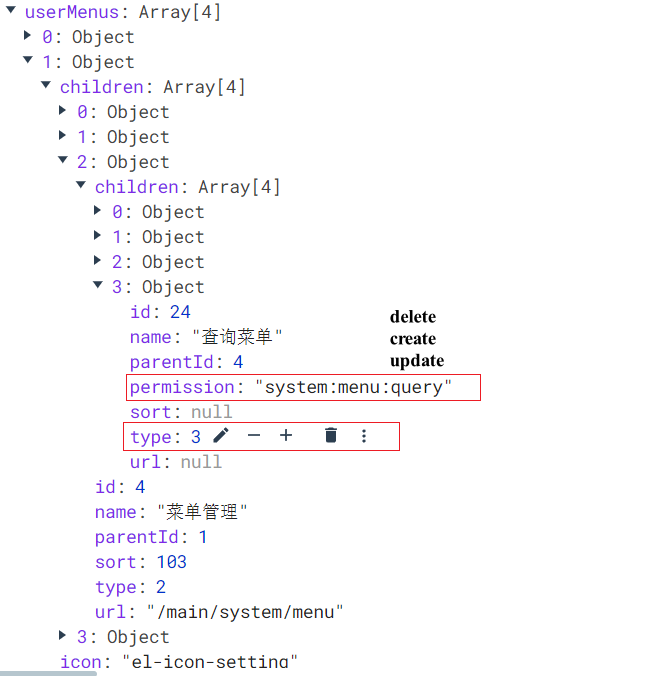 userMenus: Array[4]
0: Object
1: Object
children: Array[4]
0: Object
1: Object
2: Object
children: Array[4]
0: Object
1: Object
2: Object
3: Object
id: 24
name: "查询菜单"
parentId: 4
permission: "system:menu:query"
sort: null
type: 3
url: null
delete
create
update
id: 4
name: "菜单管理"
parentId: 1
sort: 103
type: 2
url: "/main/system/menu"
3: Object
icon: "el-icon-setting"